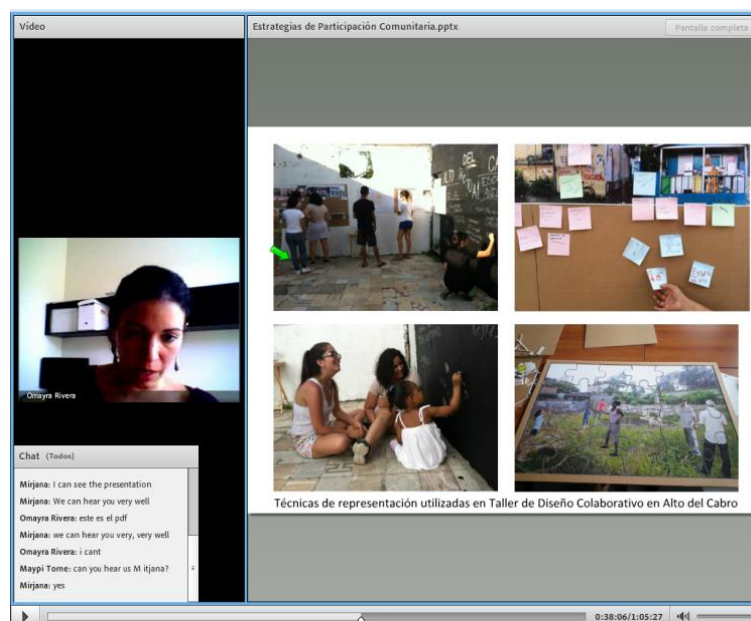 Vídeo
Estrategias de Participación Comunitaria.pptx
Pantalla completa
DEL
Omayra Rivera
Técnicas de representación utilizadas en Taller de Diseño Colaborativo en Alto del Cabro
Chat (Todos)
Mirjana: I can see the presentation
Mirjana: We can hear you very well
Omayra Rivera: este es el pdf
Mirjana: we can hear you very, very well
Omayra Rivera: i cant
Maypi Tome: can you hear us M itjana?
Mirjana: yes
0:38:06/1:05:27